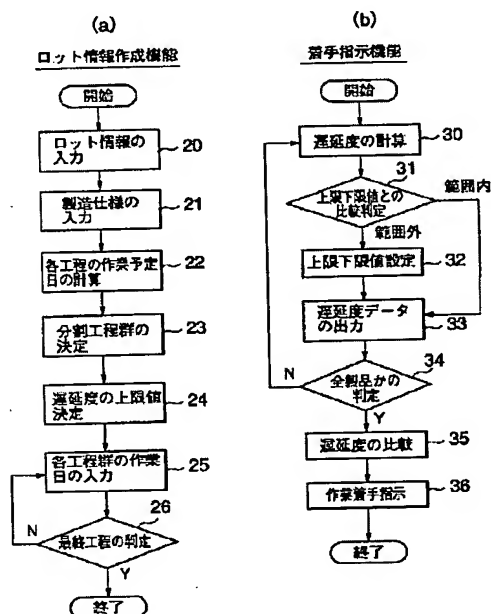 (a)
ロット情報作成機能
開始
ロット情報の
入力
20
製造仕様の
入力
21
各工程の作業予定
日の計算
22
分割工程群の
決定
23
遅延度の上限値
決定
24
各工程群の作業
日の入力
25
26
最終工程の判定
N
Y
終了
(b)
着手指示機能
開始
遅延度の計算
30
31
上限下限値との
比較判定
範囲内
範囲外
上限下限値設定
32
遅延度データ
の出力
33
34
全製品かの
判定
N
Y
遅延度の比較
35
作業着手指示
36
終了